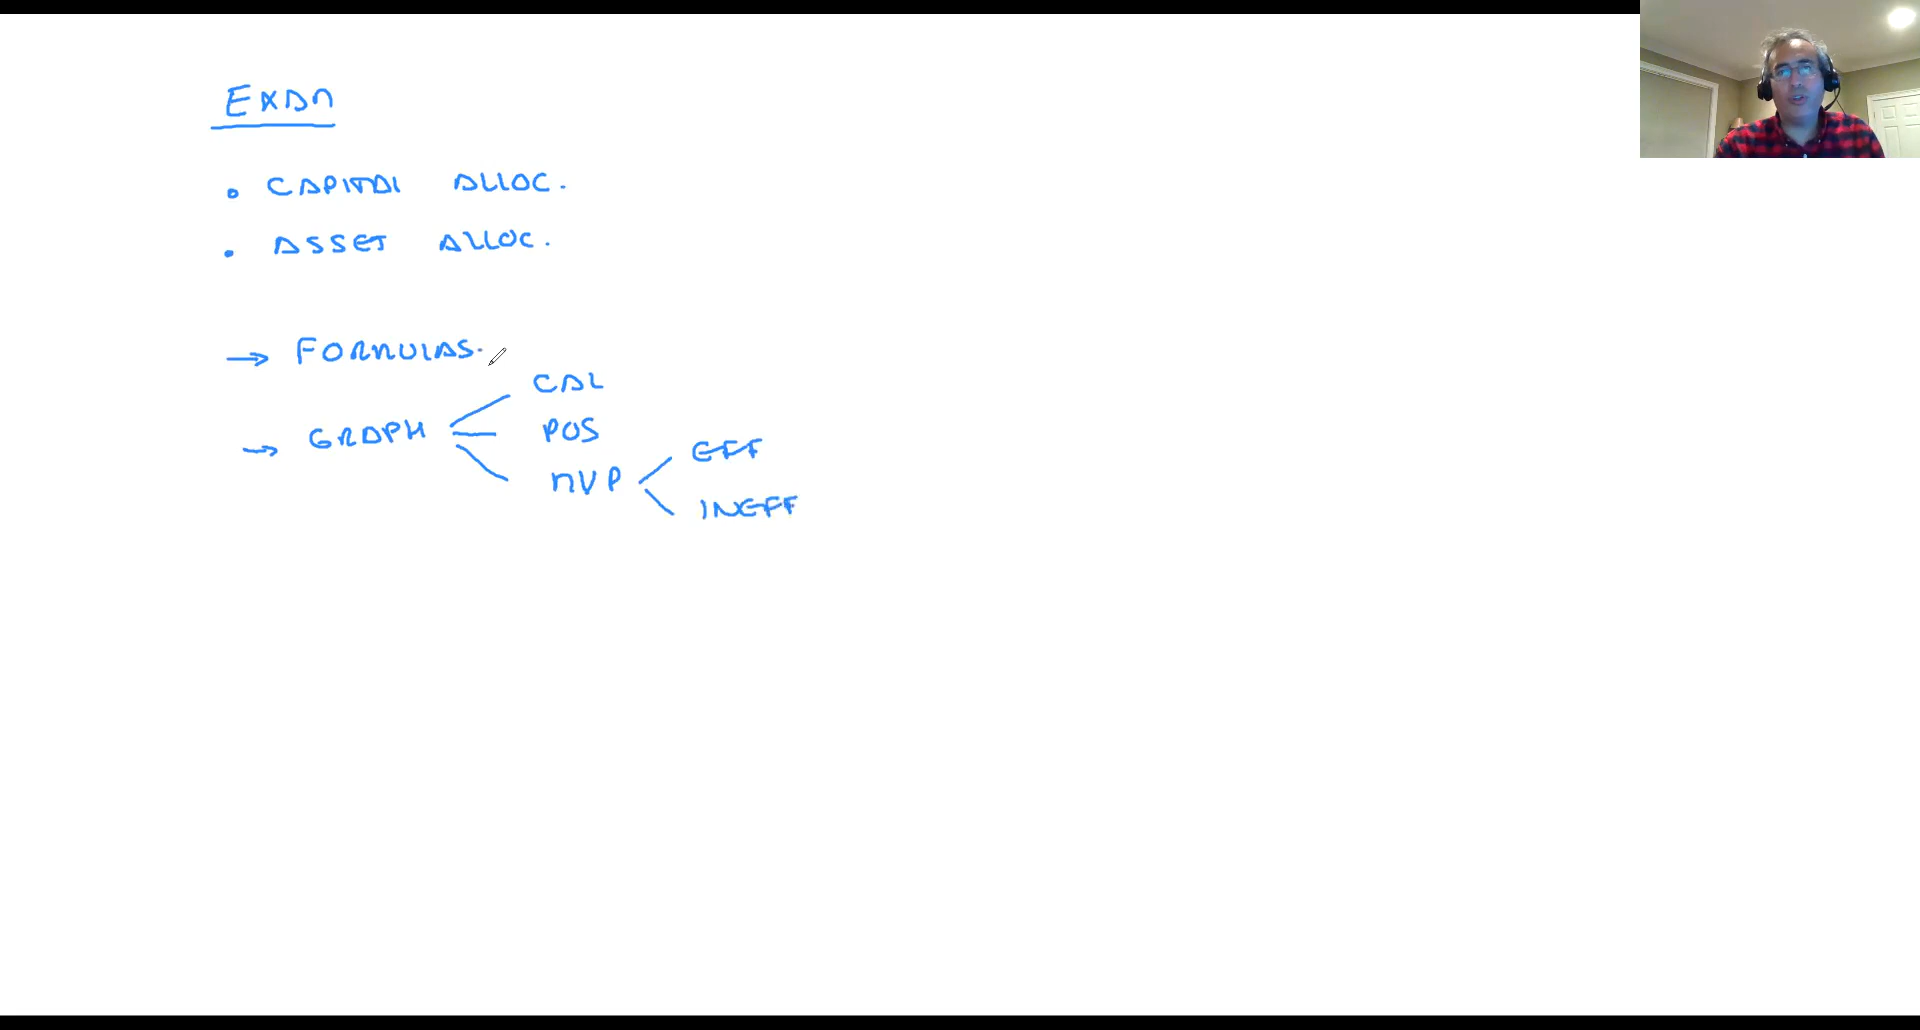 EXAM
• CAPITAL ALLOC.
• ASSET ALLOC.
→ FORMULAS.
→ GRAPH
CAL
POS
MVP
EFF
INEFF